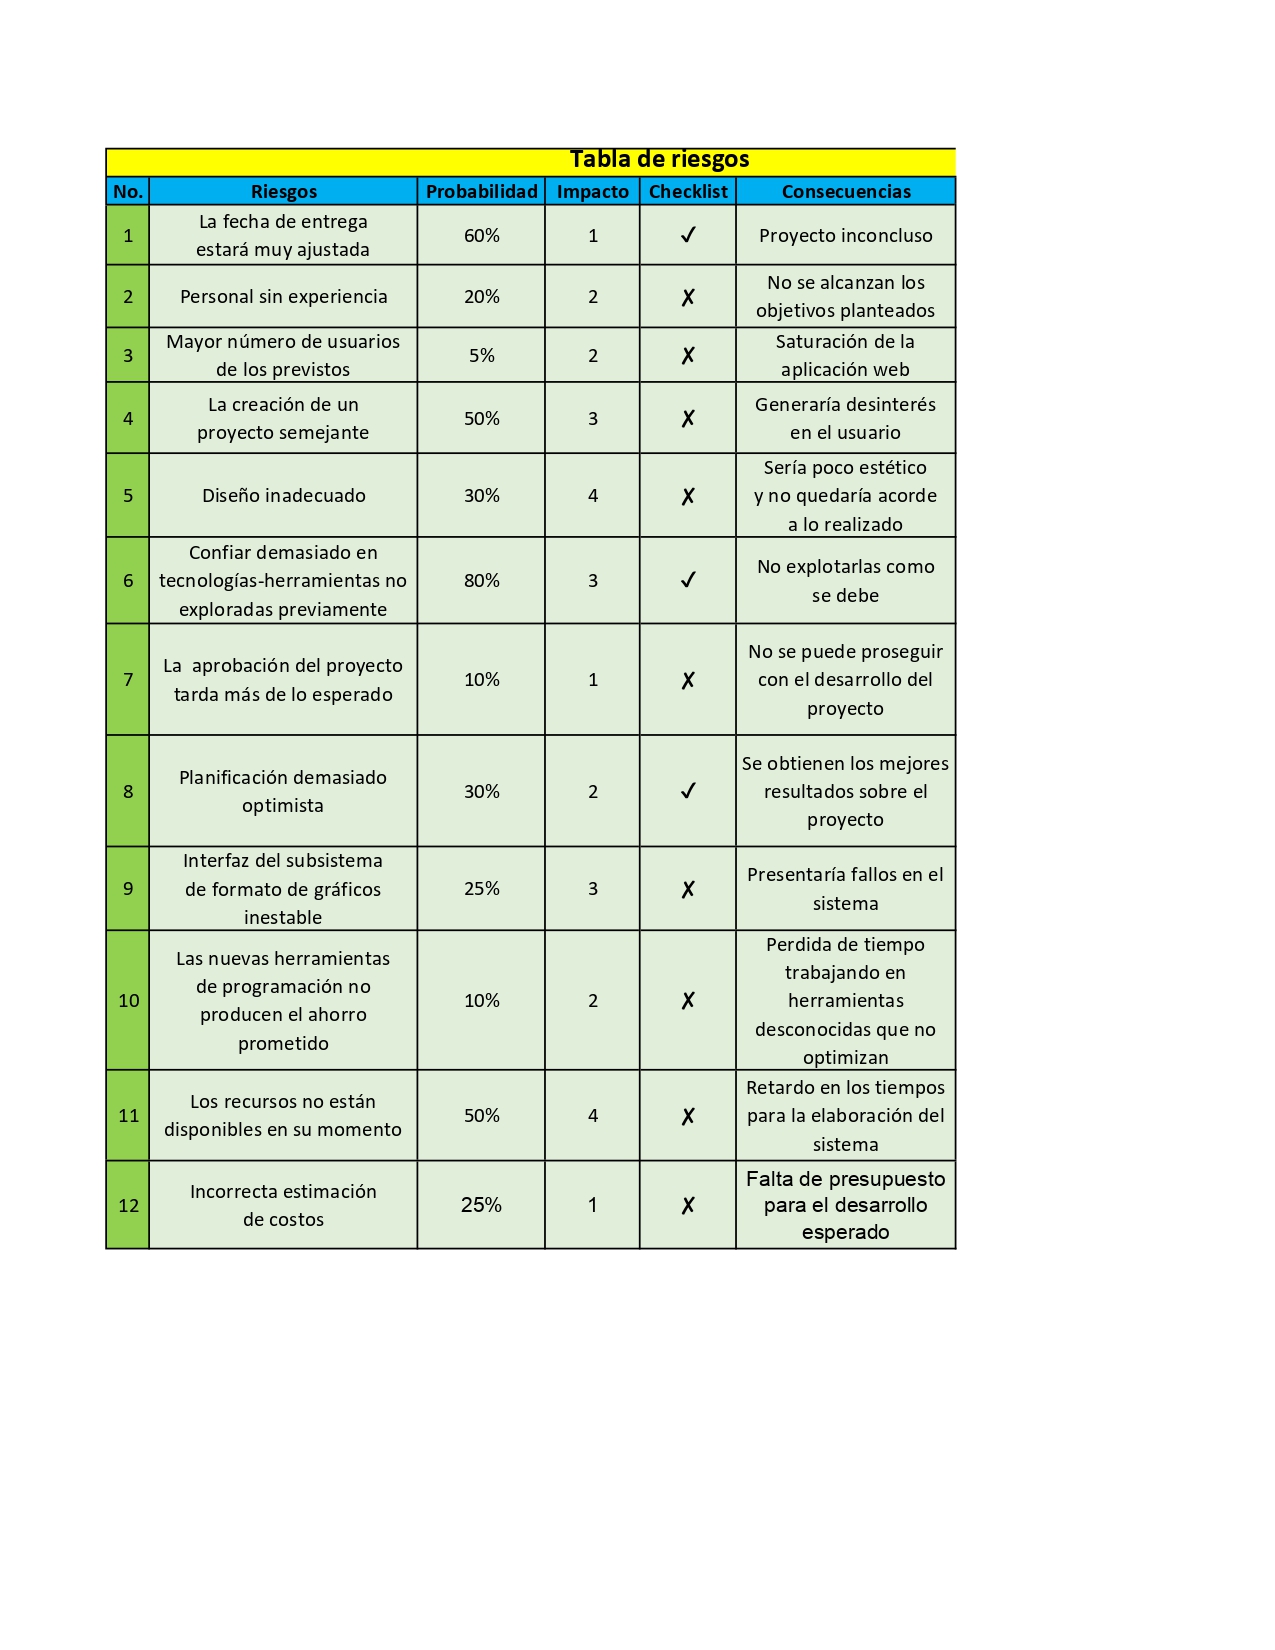 Tabla de riesgos
No. Riesgos Probabilidad Impacto Checklist Consecuencias
1 La fecha de entrega
estará muy ajustada 60% 1 ✓ Proyecto inconcluso
2 Personal sin experiencia 20% 2 ✗ No se alcanzan los
objetivos planteados
3 Mayor número de usuarios
de los previstos 5% 2 ✗ Saturación de la
aplicación web
4 La creación de un
proyecto semejante 50% 3 ✗ Generaría desinterés
en el usuario
5 Diseño inadecuado 30% 4 ✗ Sería poco estético
y no quedaría acorde
a lo realizado
6 Confiar demasiado en
tecnologías-herramientas no
exploradas previamente 80% 3 ✓ No explotarlas como
se debe
7 La aprobación del proyecto
tarda más de lo esperado 10% 1 ✗ No se puede proseguir
con el desarrollo del
proyecto
8 Planificación demasiado
optimista 30% 2 ✓ Se obtienen los mejores
resultados sobre el
proyecto
9 Interfaz del subsistema
de formato de gráficos
inestable 25% 3 ✗ Presentaría fallos en el
sistema
10 Las nuevas herramientas
de programación no
producen el ahorro
prometido 10% 2 ✗ Perdida de tiempo
trabajando en
herramientas
desconocidas que no
optimizan
11 Los recursos no están
disponibles en su momento 50% 4 ✗ Retardo en los tiempos
para la elaboración del
sistema
12 Incorrecta estimación
de costos 25% 1 ✗ Falta de presupuesto
para el desarrollo
esperado